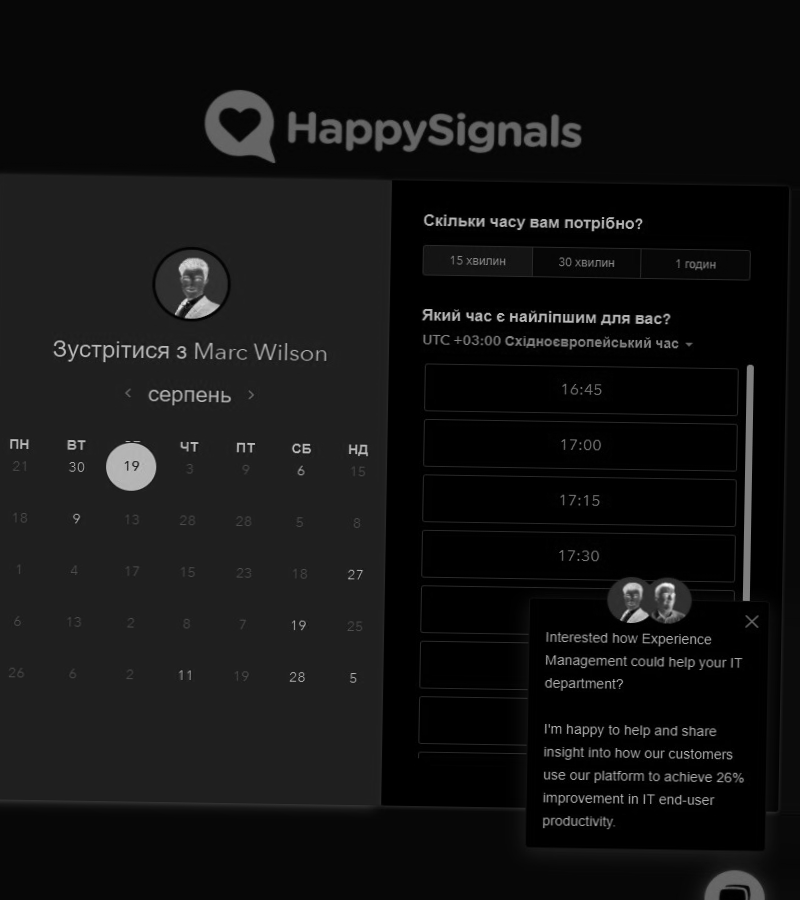 HappySignals
Зустрітися з Marc Wilson
серпень
ПН ВТ ЧТ ПТ СБ НД
21 30 19 3 9 6 15
18 9 13 28 28 5 8
1 4 17 15 23 18 27
6 13 2 8 7 19 25
26 6 2 11 19 28 5
Скільки часу вам потрібно?
15 хвилин 30 хвилин 1 годин
Який час є найліпшим для вас?
UTC +03:00 Східноєвропейський час
16:45
17:00
17:15
17:30
Interested how Experience
Management could help your IT
department?
I'm happy to help and share
insight into how our customers
use our platform to achieve 26%
improvement in IT end-user
productivity.